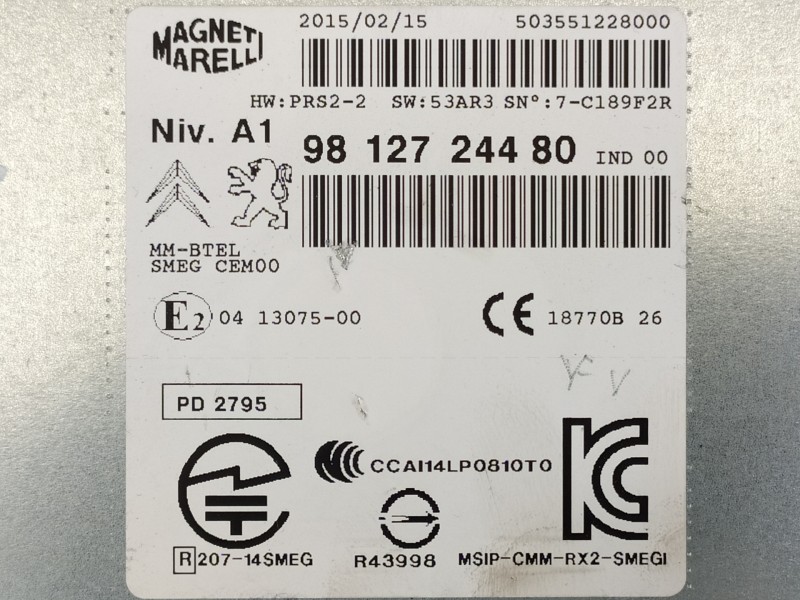 MAGNETI
MARELLI
2015/02/15 503551228000
HW:PRS2-2 SW:53AR3 SN°:7-C189F2R
Niv. A1
98 127 244 80 IND 00
MM-BTEL
SMEG CEM00
E2 04 13075-00
CE 18770B 26
PD 2795
CCAI14LP0810T0
R 207-14SMEG
R43998
MSIP-CMM-RX2-SMEGI